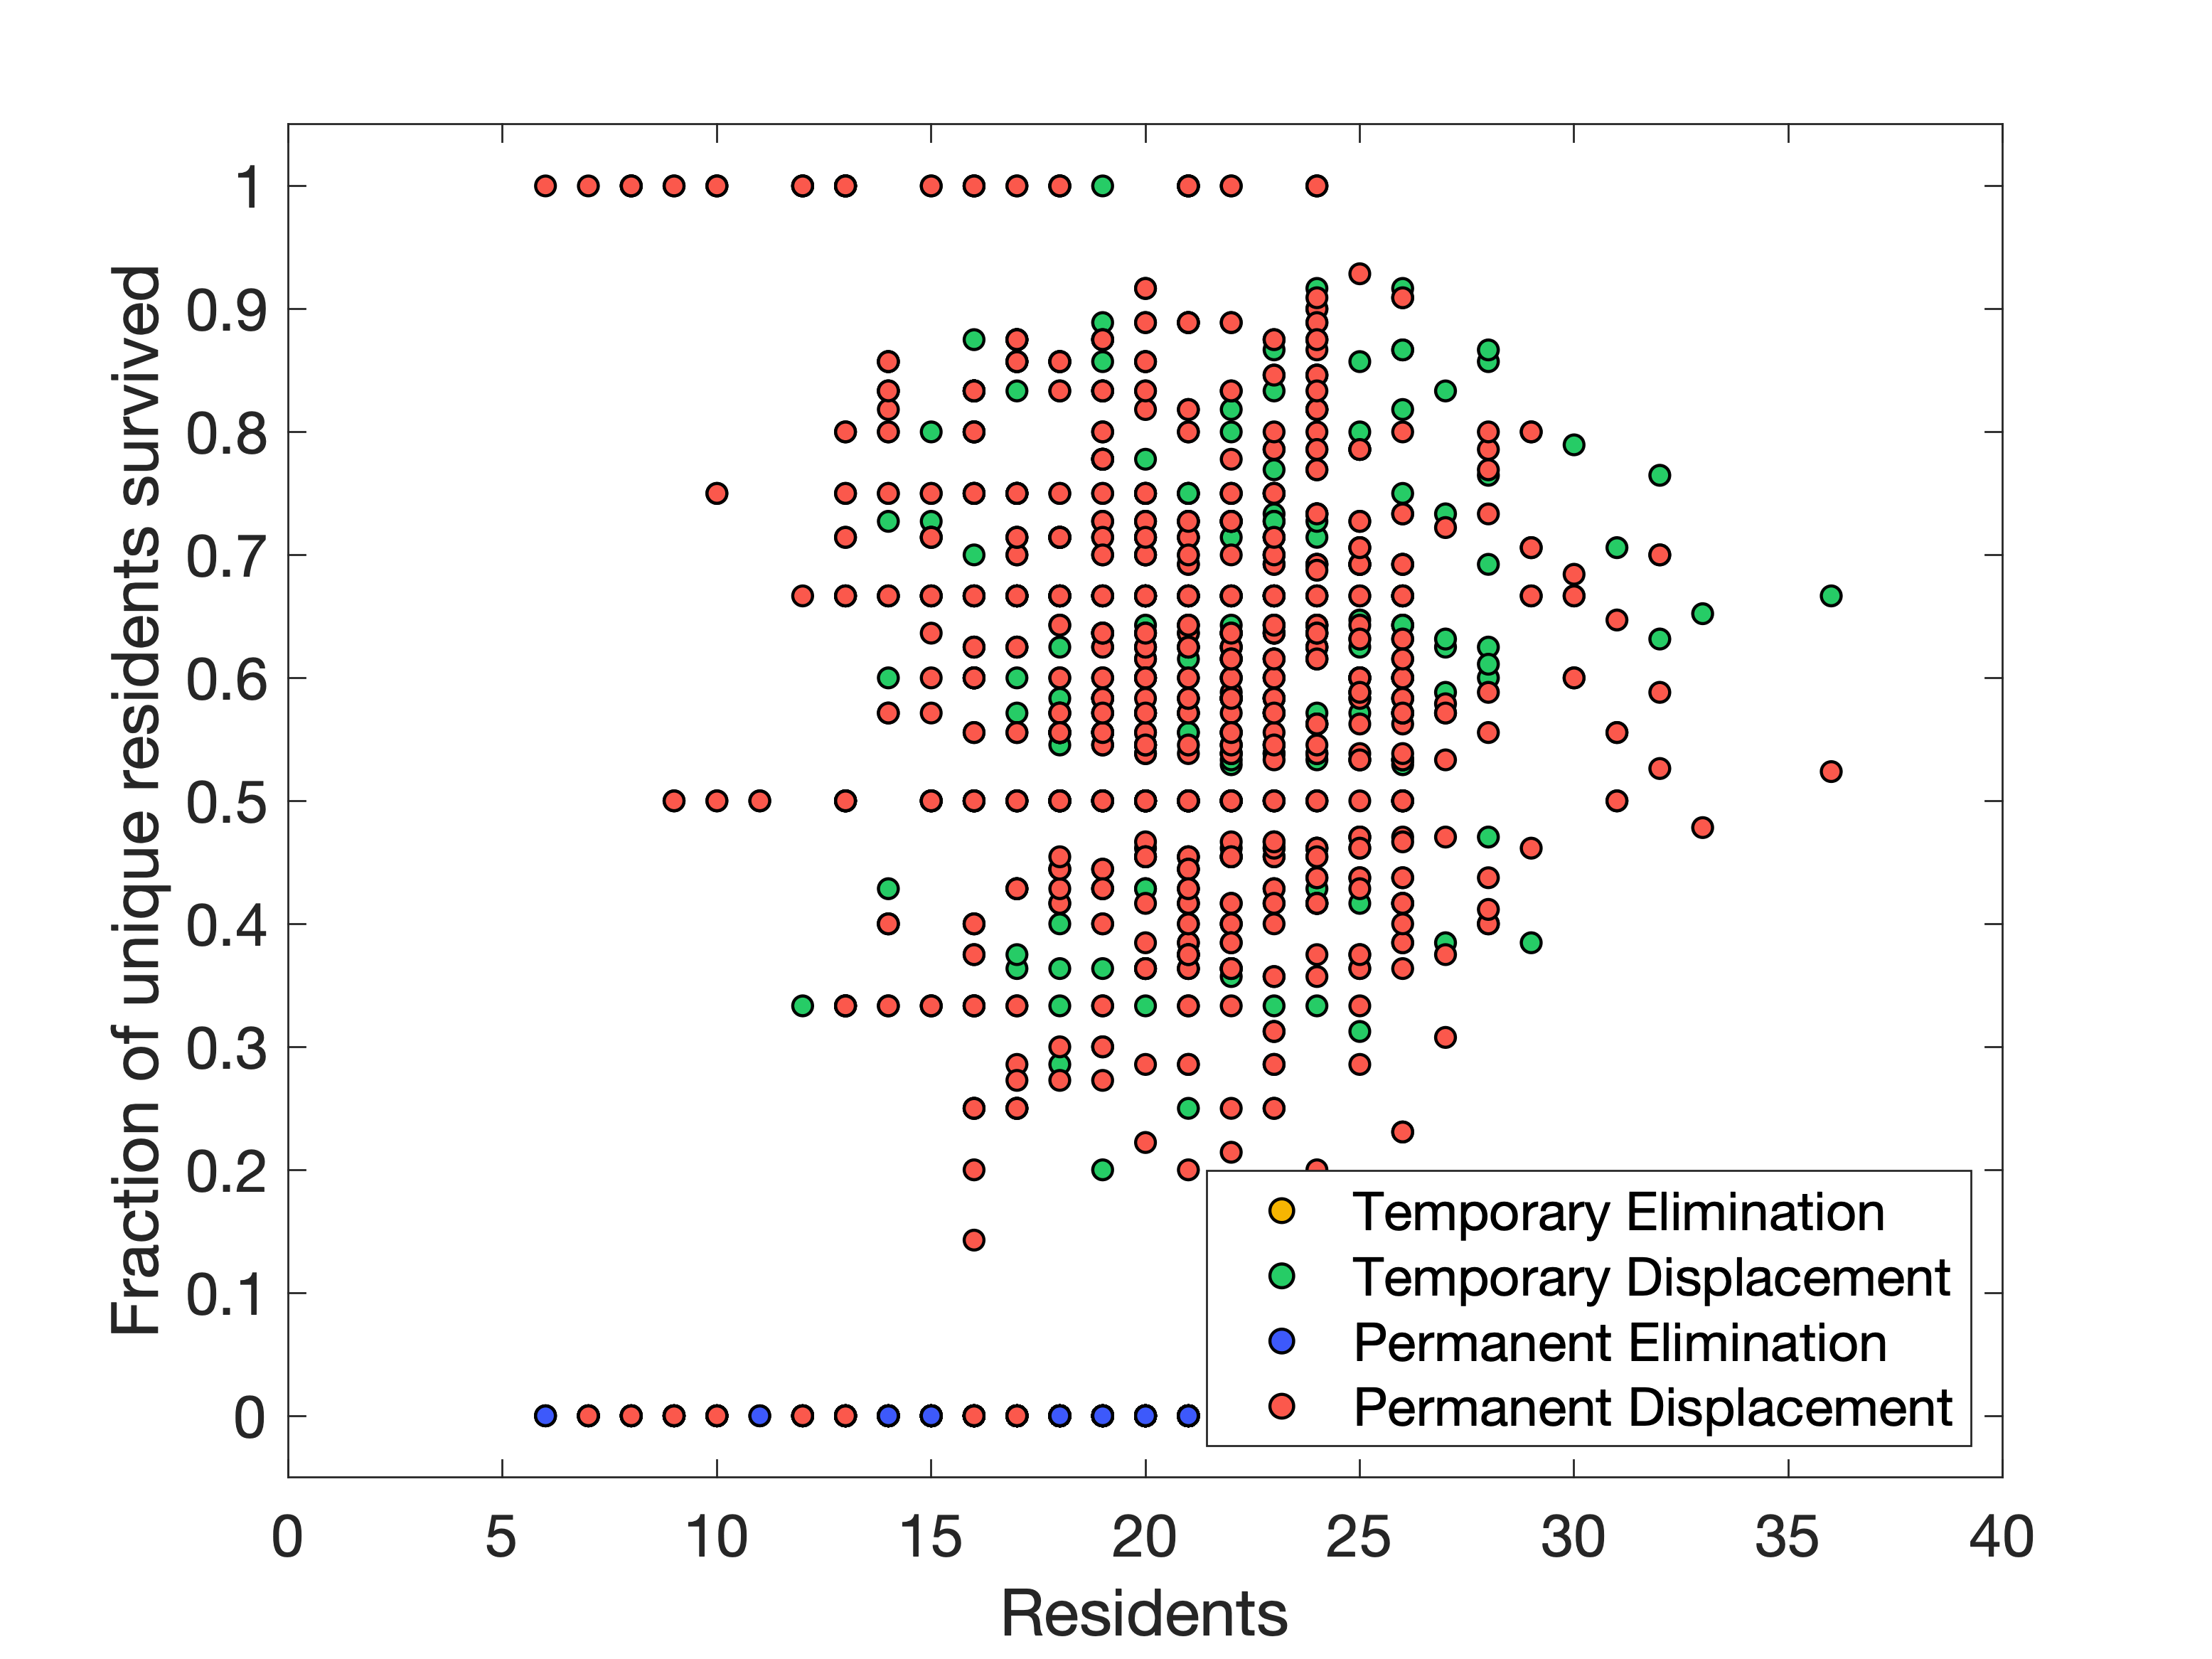 Fraction of unique residents survived
1
0.9
0.8
0.7
0.6
0.5
0.4
0.3
0.2
0.1
0
Temporary Elimination
Temporary Displacement
Permanent Elimination
Permanent Displacement
0 5 10 15 20 25 30 35 40
Residents